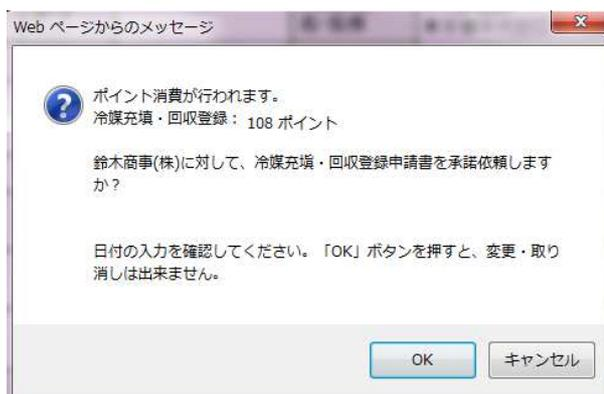 Web ページからのメッセージ
ポイント消費が行われます。
冷媒充填・回収登録： 108 ポイント
鈴木商事(株)に対して、冷媒充填・回収登録申請書を承諾依頼します
か？
日付の入力を確認してください。「OK」ボタンを押すと、変更・取り
消しは出来ません。
OK
キャンセル